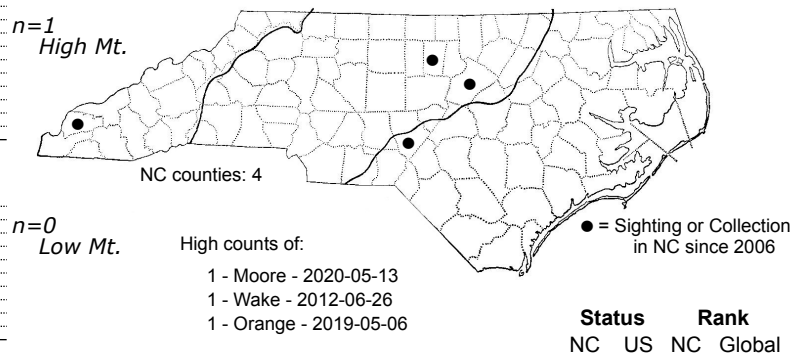 n=1
High Mt.
NC counties: 4
n=0
Low Mt.
High counts of:
1 - Moore - 2020-05-13
1 - Wake - 2012-06-26
1 - Orange - 2019-05-06
● = Sighting or Collection
in NC since 2006
Status Rank
NC US NC Global